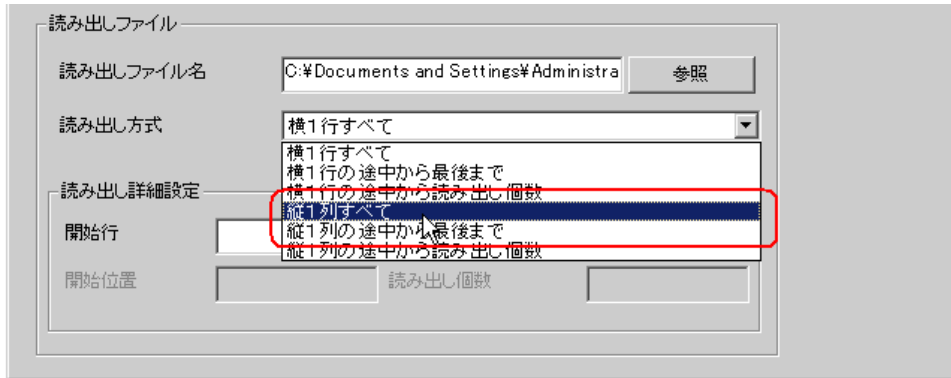 読み出しファイル
読み出しファイル名
C:¥Documents and Settings¥Administra
参照
読み出し方式
横1行すべて
横1行すべて
横1行の途中から最後まで
横1行の途中から読み出し個数
縦1列すべて
縦1列の途中から最後まで
縦1列の途中から読み出し個数
読み出し詳細設定
開始行
開始位置
読み出し個数